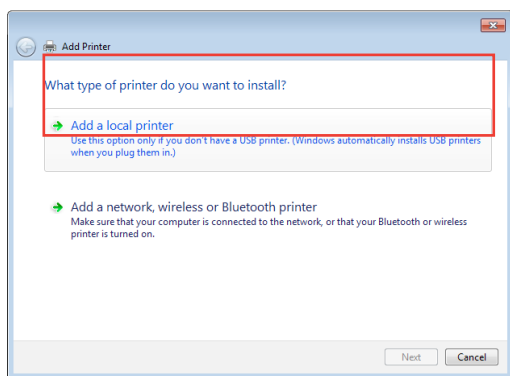 Add Printer
What type of printer do you want to install?
Add a local printer
Use this option only if you don't have a USB printer. (Windows automatically installs USB printers
when you plug them in.)
Add a network, wireless or Bluetooth printer
Make sure that your computer is connected to the network, or that your Bluetooth or wireless
printer is turned on.
Next Cancel